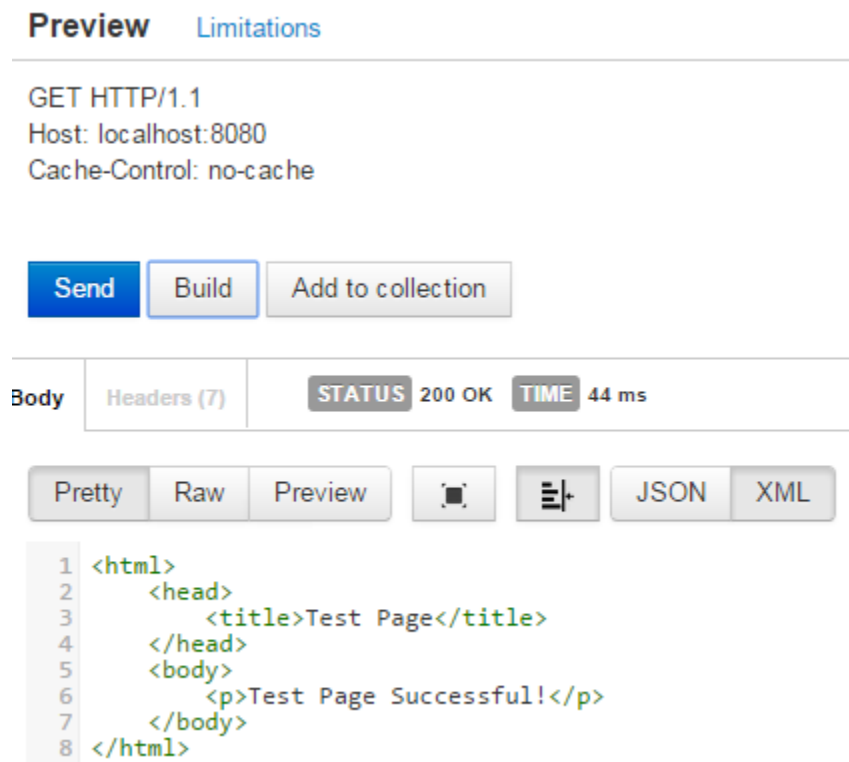 Preview Limitations
GET HTTP/1.1
Host: localhost:8080
Cache-Control: no-cache
Send Build Add to collection
Body Headers (7) STATUS 200 OK TIME 44 ms
Pretty Raw Preview JSON XML
1 <html>
2 <head>
3 <title>Test Page</title>
4 </head>
5 <body>
6 <p>Test Page Successful!</p>
7 </body>
8 </html>